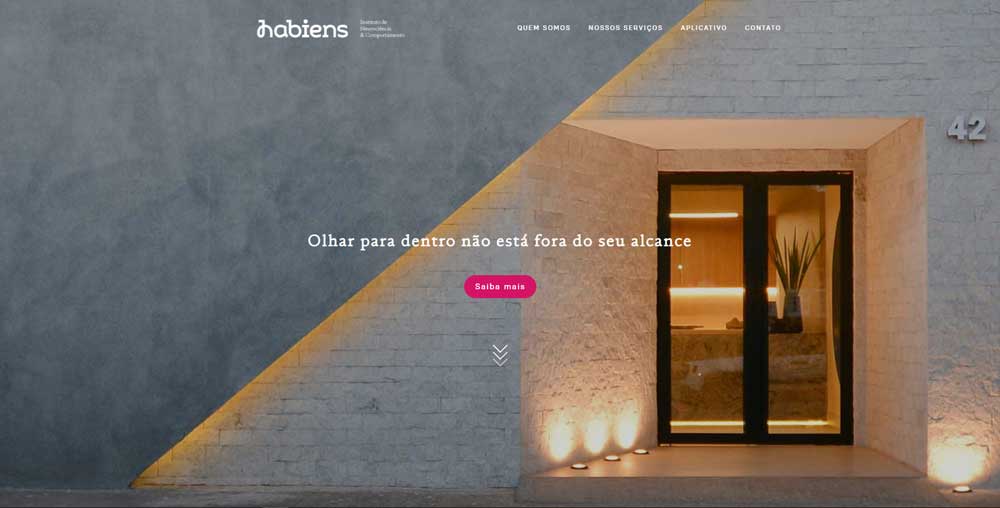 habiens
Instituto de
Neurociência
& Comportamento
QUEM SOMOS
NOSSOS SERVIÇOS
APLICATIVO
CONTATO
42
Olhar para dentro não está fora do seu alcance
Saiba mais